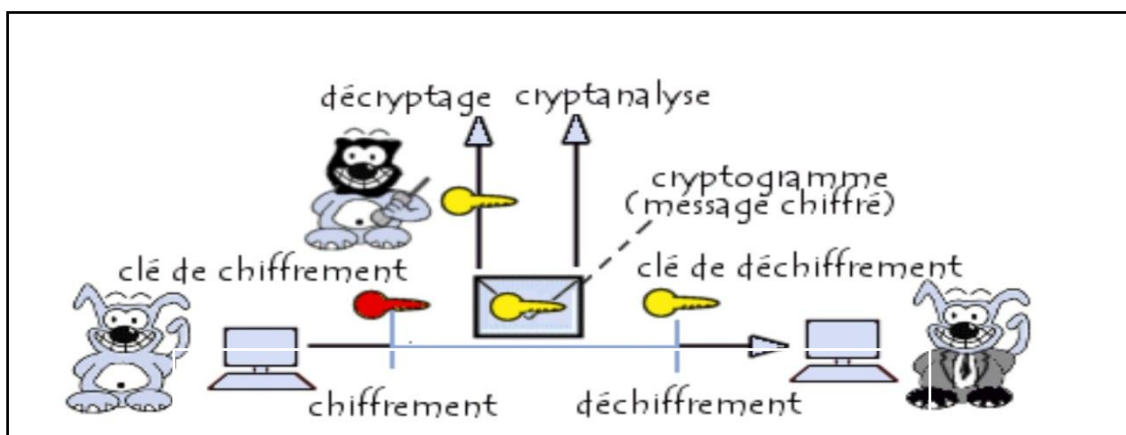 décryptage
cryptanalyse
cryptogramme
(message chiffré)
clé de chiffrement
clé de déchiffrement
chiffrement
déchiffrement